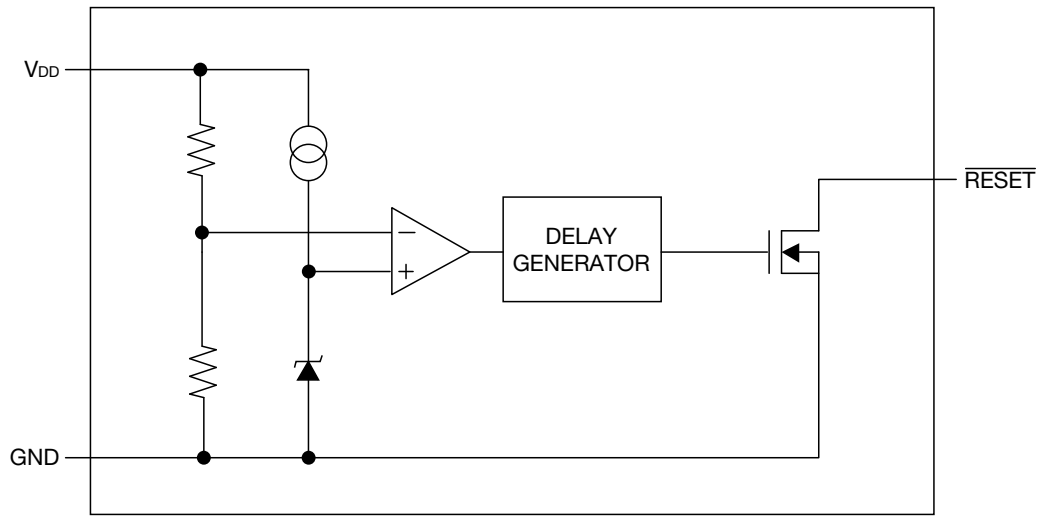 VDD
RESET
−
+
DELAY
GENERATOR
GND